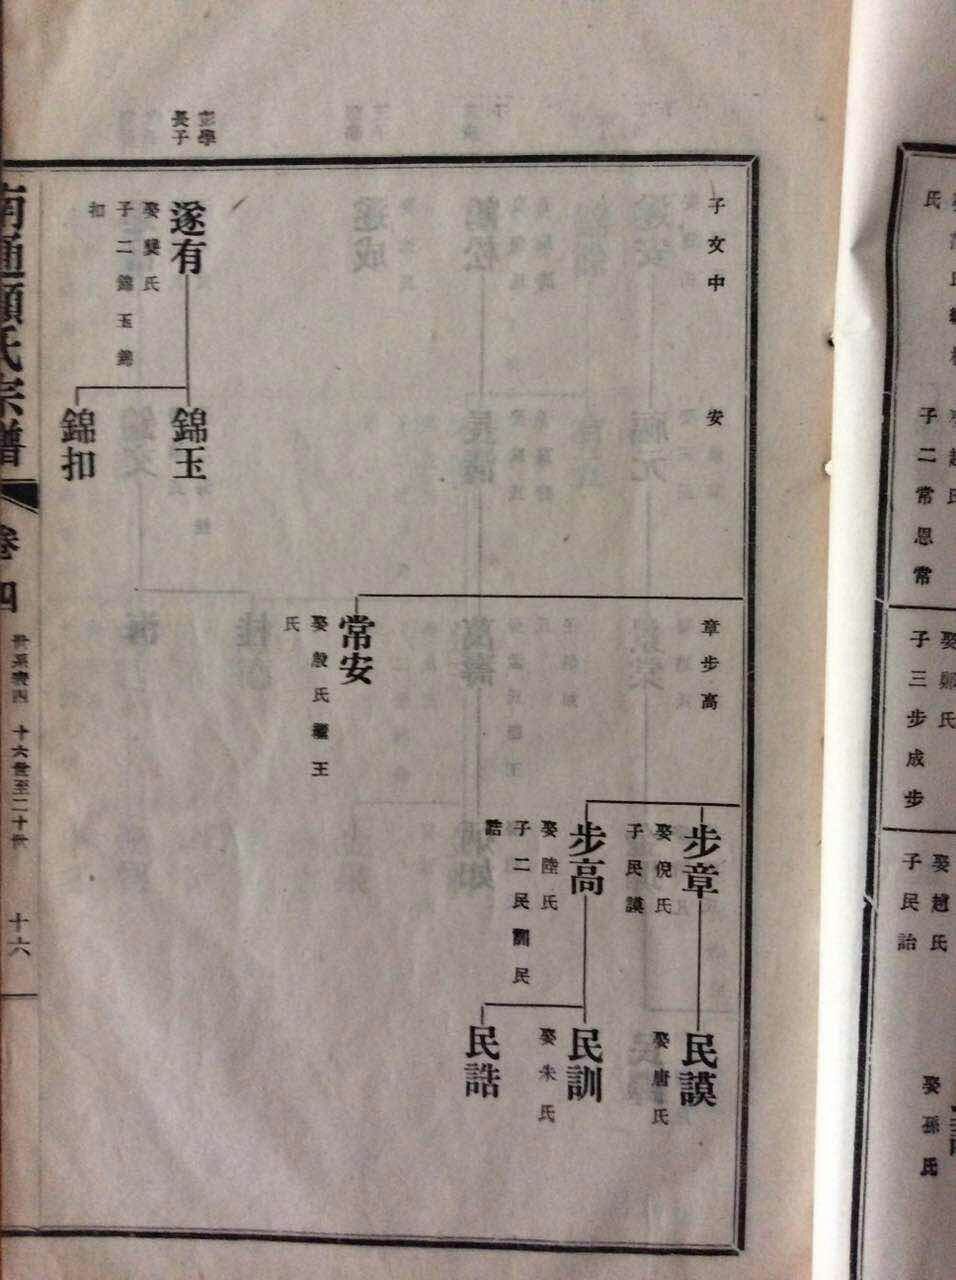 氏
子二常恩常
娶鄭氏
子三步成步
娶趙氏
子民詒
娶孫氏
子文中
安
章步高
步章
娶倪氏
子民謨
民謨
娶唐氏
步高
娶陸氏
子二民訓民
誥
民訓
娶朱氏
民誥
常安
娶殷氏繼王
氏
彭學
長子
遂有
娶龔氏
子二錦玉錦
扣
錦玉
錦扣
南通顧氏宗譜
卷四
世系表四 十六世至二十世
十六